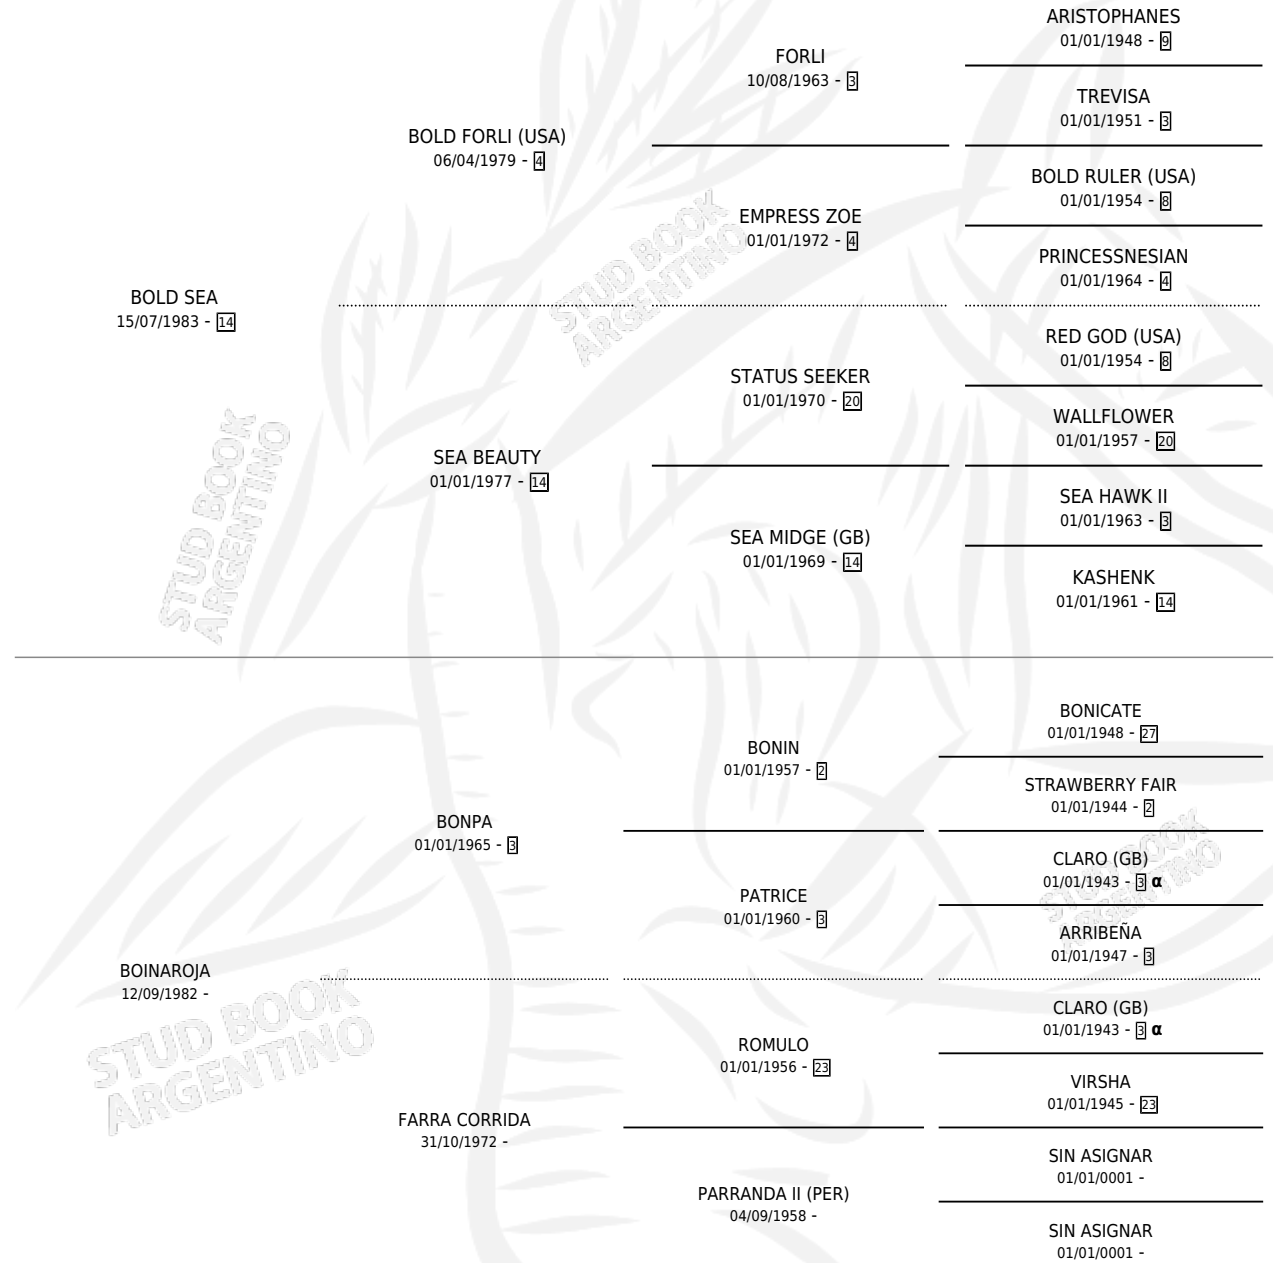 ARISTOPHANES
01/01/1948 - 9
FORLI
10/08/1963 - 3
TREVISA
01/01/1951 - 3
BOLD FORLI (USA)
06/04/1979 - 4
BOLD RULER (USA)
01/01/1954 - 8
EMPRESS ZOE
01/01/1972 - 4
PRINCESSNESIAN
01/01/1964 - 4
STUD BOOK
ARGENTINO
BOLD SEA
15/07/1983 - 14
RED GOD (USA)
01/01/1954 - 8
STATUS SEEKER
01/01/1970 - 20
WALLFLOWER
01/01/1957 - 20
SEA BEAUTY
01/01/1977 - 14
SEA HAWK II
01/01/1963 - 3
SEA MIDGE (GB)
01/01/1969 - 14
KASHENK
01/01/1961 - 14
STUD BOOK
ARGENTINO
BONICATE
01/01/1948 - 27
BONIN
01/01/1957 - 2
STRAWBERRY FAIR
01/01/1944 - 2
BONPA
01/01/1965 - 3
CLARO (GB)
01/01/1943 - 3 α
PATRICE
01/01/1960 - 3
ARRIBEÑA
01/01/1947 - 3
STUD BOOK
ARGENTINO
BOINAROJA
12/09/1982 -
CLARO (GB)
01/01/1943 - 3 α
ROMULO
01/01/1956 - 23
VIRSHA
01/01/1945 - 23
STUD BOOK
ARGENTINO
FARRA CORRIDA
31/10/1972 -
SIN ASIGNAR
01/01/0001 -
PARRANDA II (PER)
04/09/1958 -
SIN ASIGNAR
01/01/0001 -